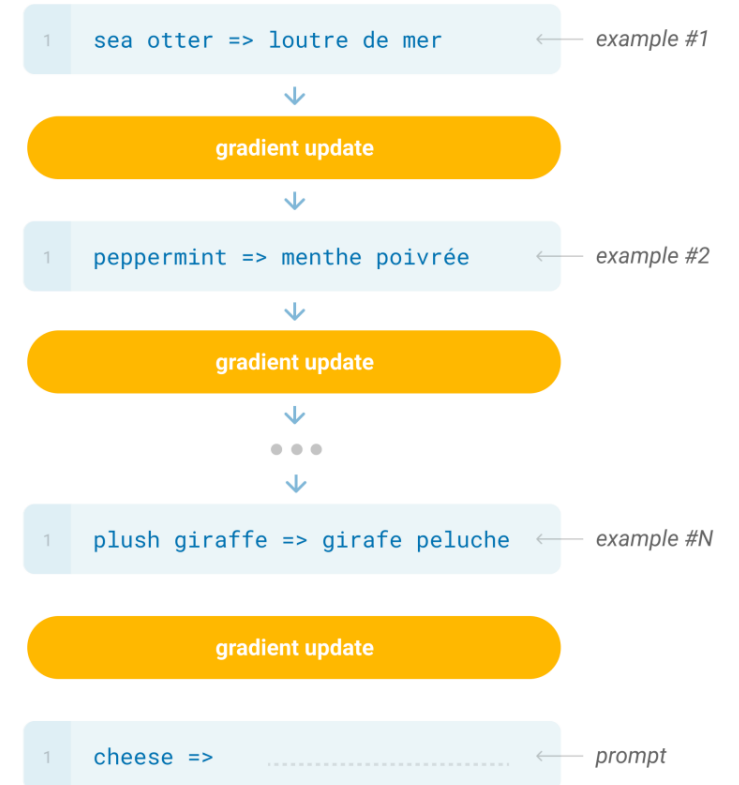 1 sea otter => loutre de mer example #1
gradient update
1 peppermint => menthe poivrée example #2
gradient update
1 plush giraffe => girafe peluche example #N
gradient update
1 cheese => prompt